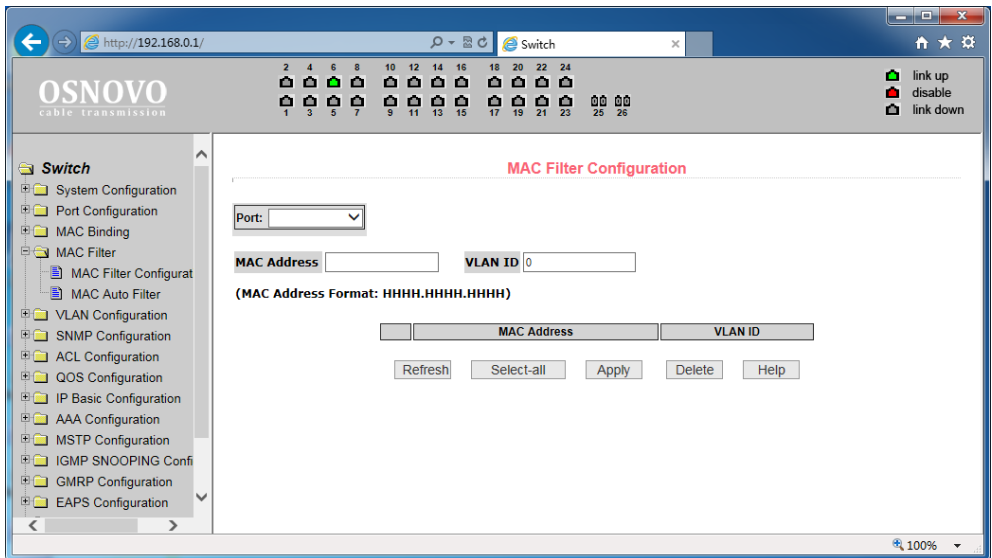 http://192.168.0.1/
Switch
OSNOVO
cable transmission
2 4 6 8 10 12 14 16 18 20 22 24
1 3 5 7 9 11 13 15 17 19 21 23 25 26
link up
disable
link down
Switch
System Configuration
Port Configuration
MAC Binding
MAC Filter
MAC Filter Configurat
MAC Auto Filter
VLAN Configuration
SNMP Configuration
ACL Configuration
QOS Configuration
IP Basic Configuration
AAA Configuration
MSTP Configuration
IGMP SNOOPING Confi
GMRP Configuration
EAPS Configuration
MAC Filter Configuration
Port:
MAC Address VLAN ID 0
(MAC Address Format: HHHH.HHHH.HHHH)
MAC Address VLAN ID
Refresh Select-all Apply Delete Help
100%